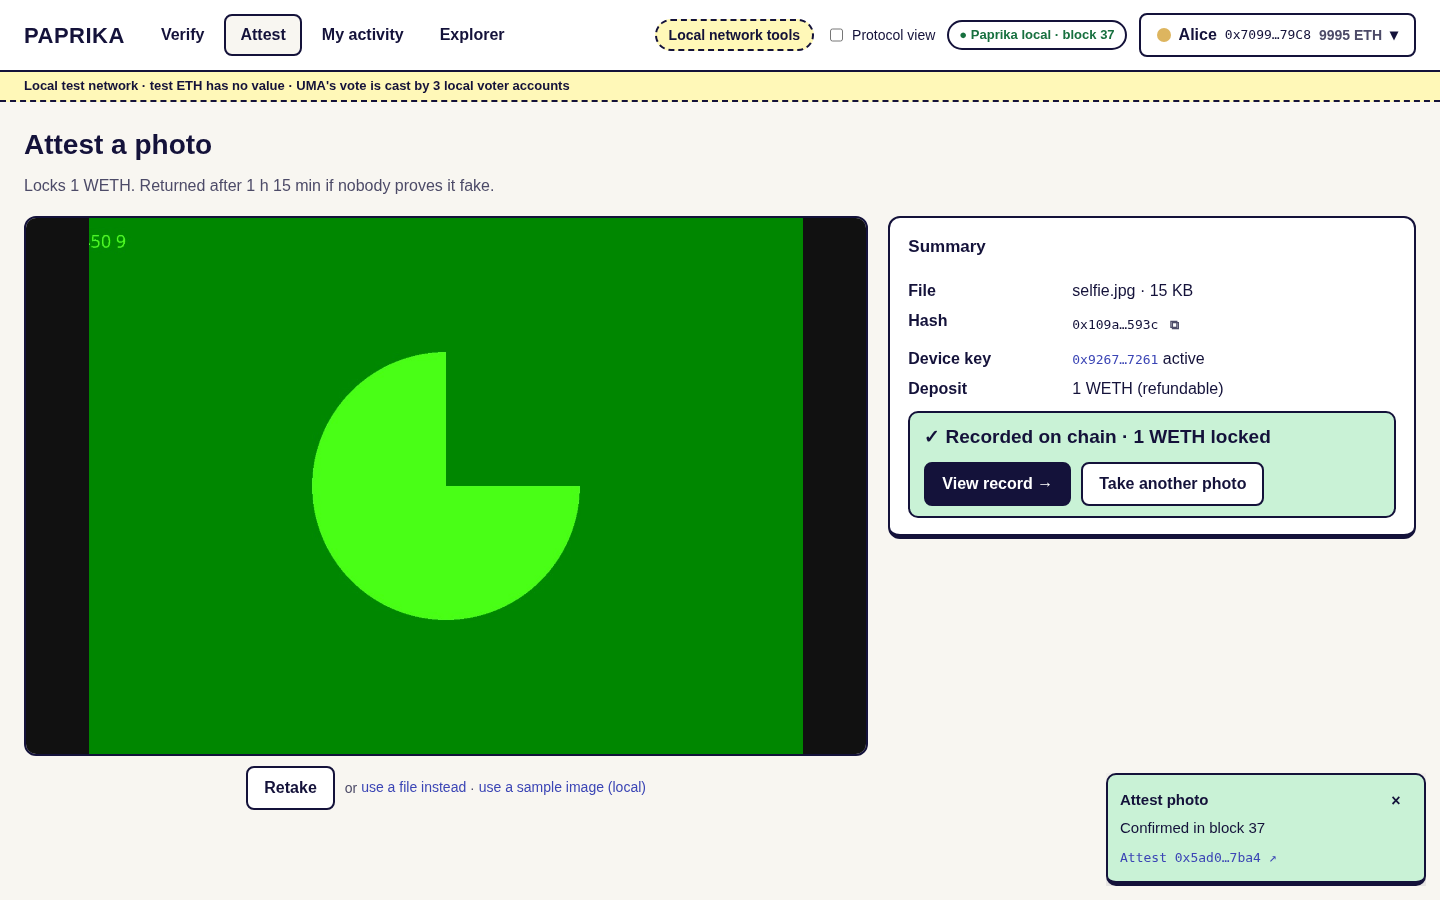 PAPRIKA Verify Attest My activity Explorer Local network tools Protocol view ● Paprika local · block 37 Alice 0x7099…79C8 9995 ETH ▼
Local test network · test ETH has no value · UMA's vote is cast by 3 local voter accounts
Attest a photo
Locks 1 WETH. Returned after 1 h 15 min if nobody proves it fake.
50 9
Retake or use a file instead · use a sample image (local)
Summary
File selfie.jpg · 15 KB
Hash 0x109a…593c ⧉
Device key 0x9267…7261 active
Deposit 1 WETH (refundable)
✓ Recorded on chain · 1 WETH locked
View record → Take another photo
Attest photo ×
Confirmed in block 37
Attest 0x5ad0…7ba4 ↗